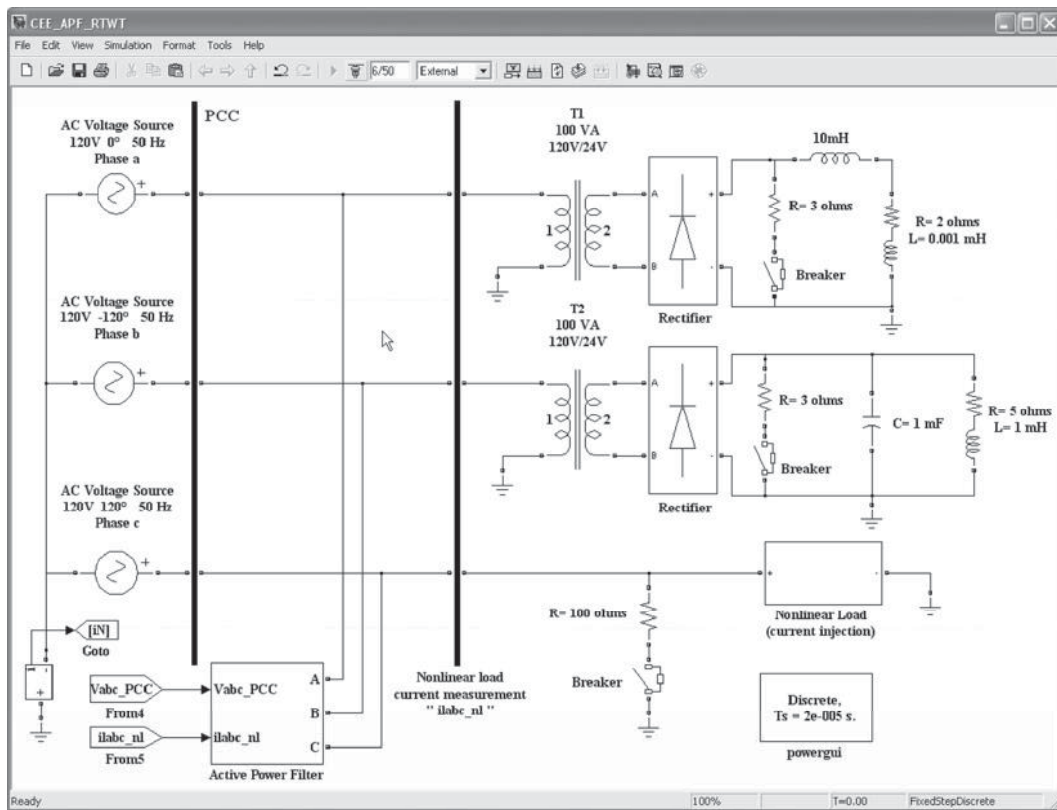 CEE_APF_RTWT
File Edit View Simulation Format Tools Help
6/50 External
PCC
AC Voltage Source
120V 0° 50 Hz
Phase a
AC Voltage Source
120V -120° 50 Hz
Phase b
AC Voltage Source
120V 120° 50 Hz
Phase c
T1
100 VA
120V/24V
1 2
A
B
+
-
Rectifier
10mH
R= 3 ohms
Breaker
R= 2 ohms
L= 0.001 mH
T2
100 VA
120V/24V
1 2
A
B
+
-
Rectifier
R= 3 ohms
Breaker
C= 1 mF
R= 5 ohms
L= 1 mH
[iN]
Goto
Vabc_PCC
From4
ilabc_nl
From5
Vabc_PCC
ilabc_nl
A
B
C
Active Power Filter
Nonlinear load
current measurement
" ilabc_nl "
R= 100 ohms
Breaker
+
-
Nonlinear Load
(current injection)
Discrete,
Ts = 2e-005 s.
powergui
Ready 100% T=0.00 FixedStepDiscrete